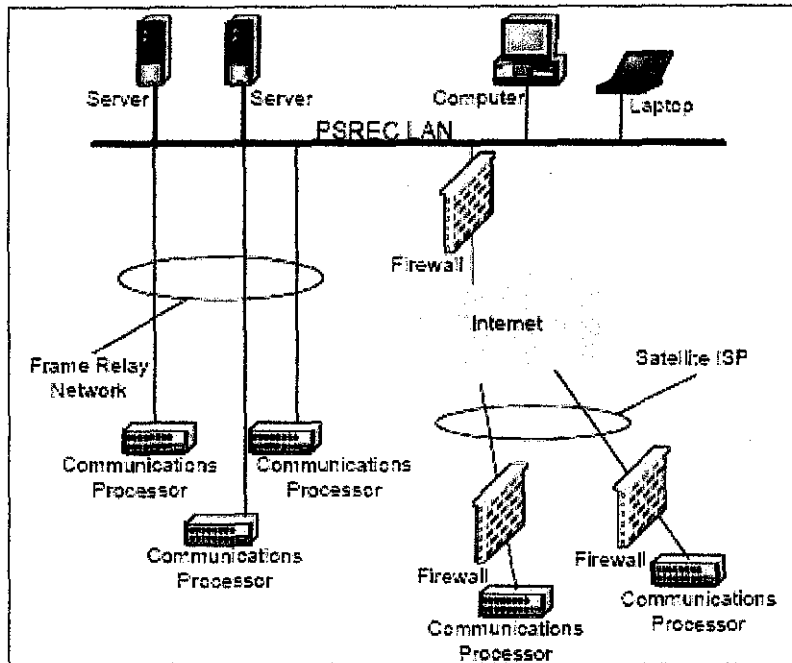 Server
Server
Computer
Laptop
PSREC LAN
Firewall
Internet
Frame Relay
Network
Satellite ISP
Communications
Processor
Communications
Processor
Communications
Processor
Firewall
Firewall
Communications
Processor
Communications
Processor